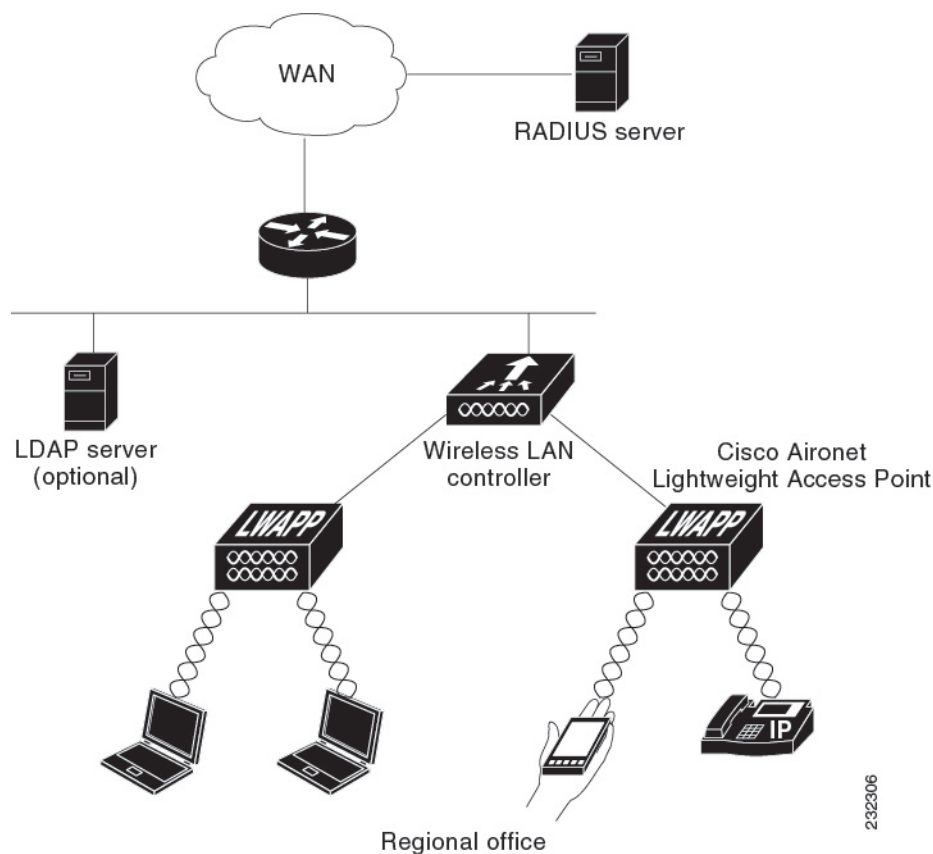 WAN
RADIUS server
LDAP server
(optional)
Wireless LAN
controller
Cisco Aironet
Lightweight Access Point
LWAPP
LWAPP
IP
Regional office
232306